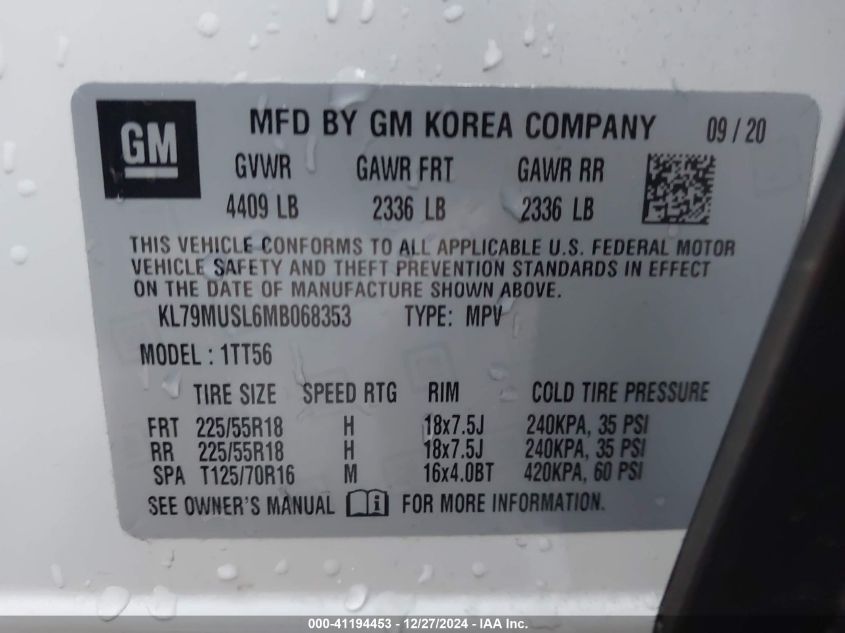 GM
MFD BY GM KOREA COMPANY 09 / 20
GVWR GAWR FRT GAWR RR
4409 LB 2336 LB 2336 LB
THIS VEHICLE CONFORMS TO ALL APPLICABLE U.S. FEDERAL MOTOR
VEHICLE SAFETY AND THEFT PREVENTION STANDARDS IN EFFECT
ON THE DATE OF MANUFACTURE SHOWN ABOVE.
KL79MUSL6MB068353 TYPE: MPV
MODEL : 1TT56
TIRE SIZE SPEED RTG RIM COLD TIRE PRESSURE
FRT 225/55R18 H 18x7.5J 240KPA, 35 PSI
RR 225/55R18 H 18x7.5J 240KPA, 35 PSI
SPA T125/70R16 M 16x4.0BT 420KPA, 60 PSI
SEE OWNER'S MANUAL i FOR MORE INFORMATION.
000-41194453 - 12/27/2024 - IAA Inc.